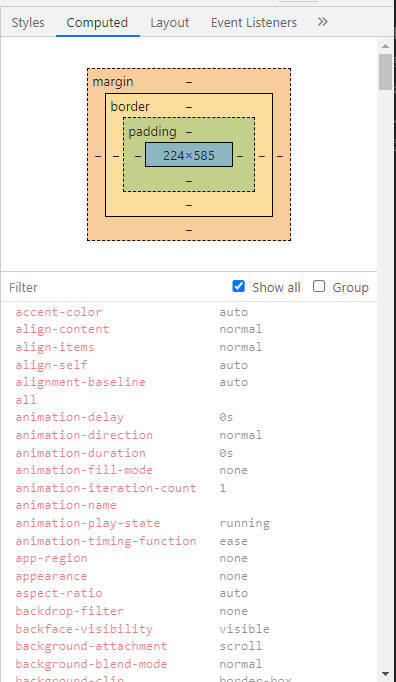 Styles Computed Layout Event Listeners »
margin –
border –
padding –
– – – 224×585 – – –
–
–
–
Filter Show all Group
accent-color auto
align-content normal
align-items normal
align-self auto
alignment-baseline auto
all
animation-delay 0s
animation-direction normal
animation-duration 0s
animation-fill-mode none
animation-iteration-count 1
animation-name
animation-play-state running
animation-timing-function ease
app-region none
appearance none
aspect-ratio auto
backdrop-filter none
backface-visibility visible
background-attachment scroll
background-blend-mode normal
background-clip border-box